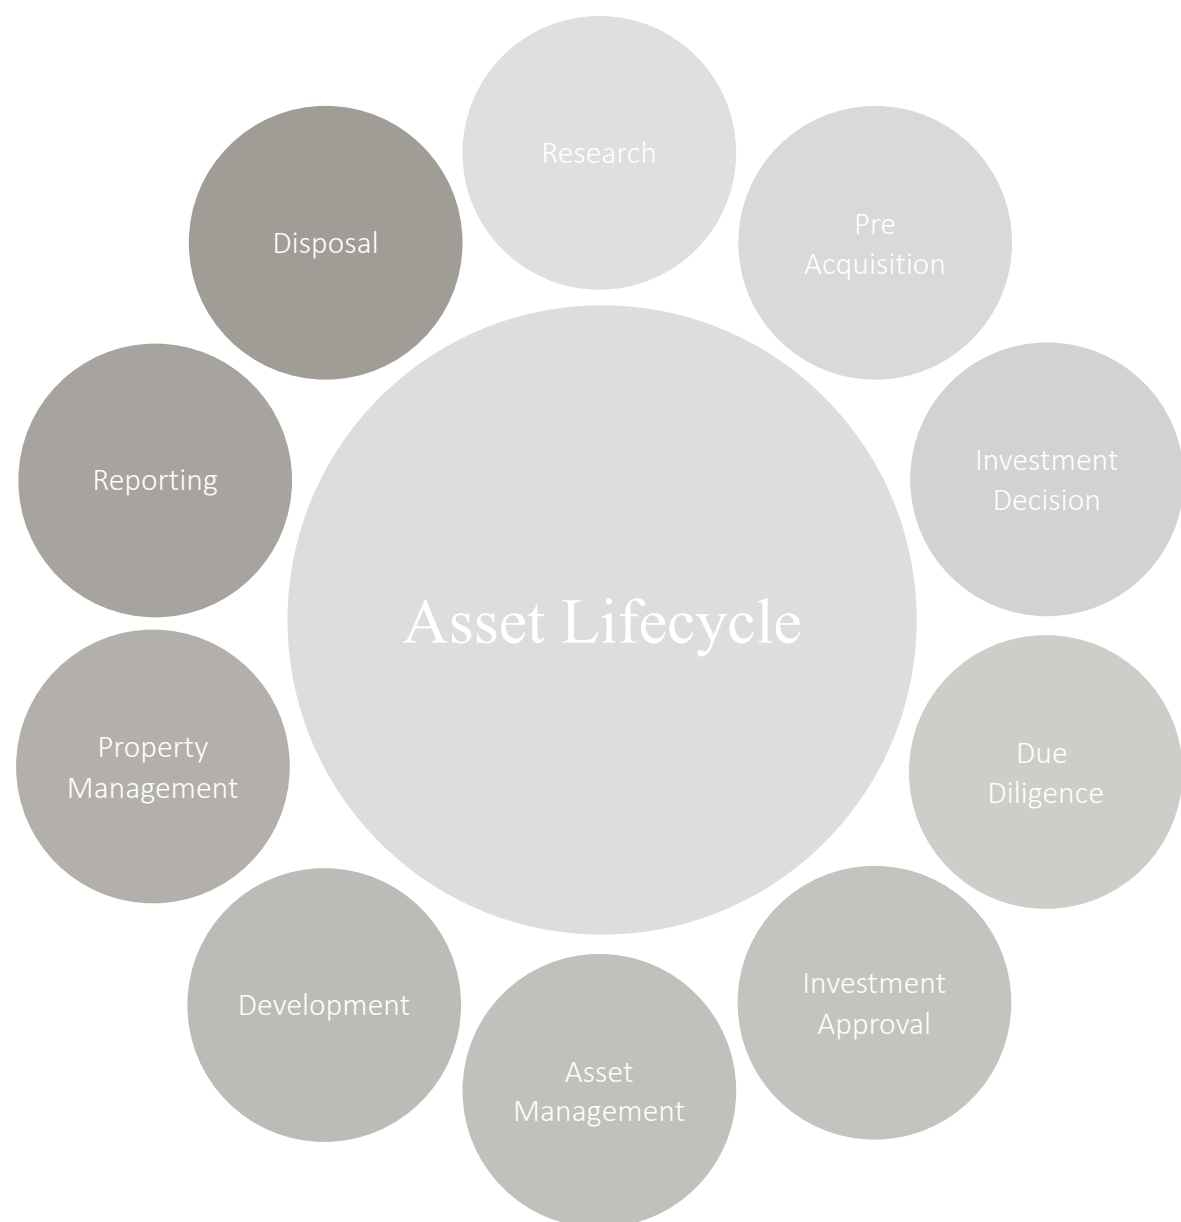 Research
Pre
Acquisition
Investment
Decision
Due
Diligence
Investment
Approval
Asset
Management
Development
Property
Management
Reporting
Disposal
Asset Lifecycle